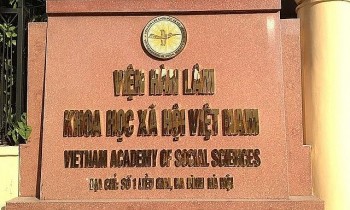 VIỆN HÀN LÂM
KHOA HỌC XÃ HỘI VIỆT NAM
VIETNAM ACADEMY OF SOCIAL SCIENCES
ĐỊA CHỈ: SỐ 1 LIỄU GIAI, BA ĐÌNH HÀ NỘI